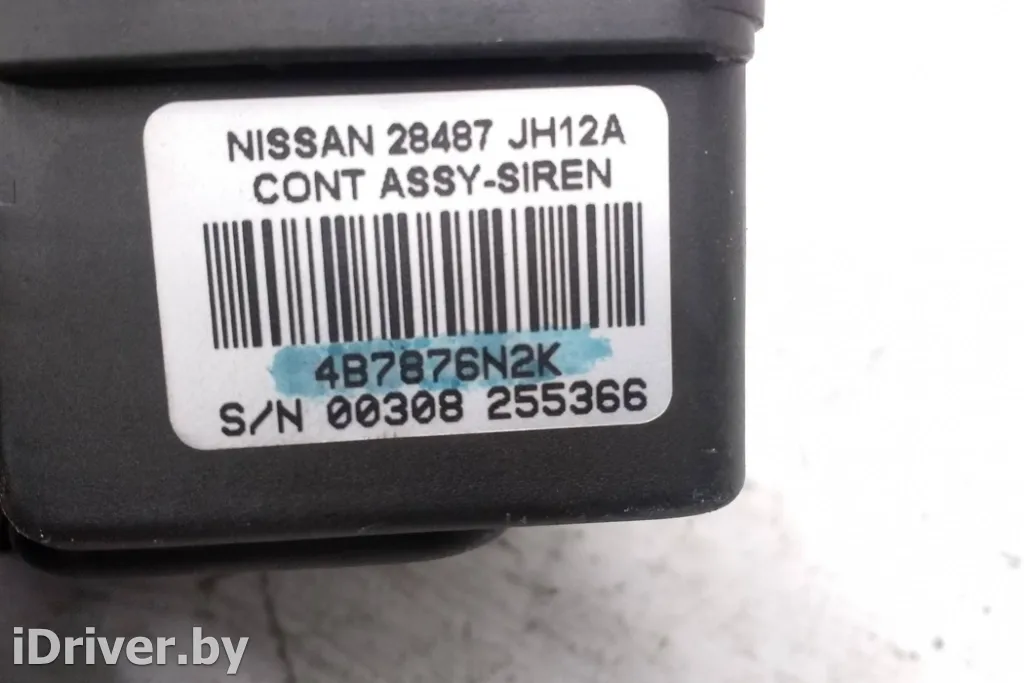 NISSAN 28487 JH12A
CONT ASSY-SIREN
4B7876N2K
S/N 00308 255366
iDriver.by